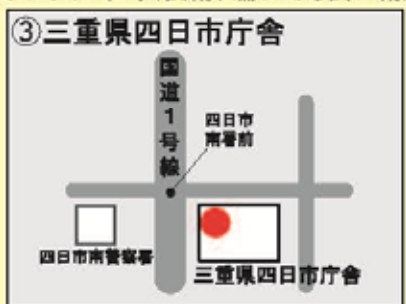 ③三重県四日市庁舎
国道1号線
四日市
南署前
四日市南警察署
三重県四日市庁舎